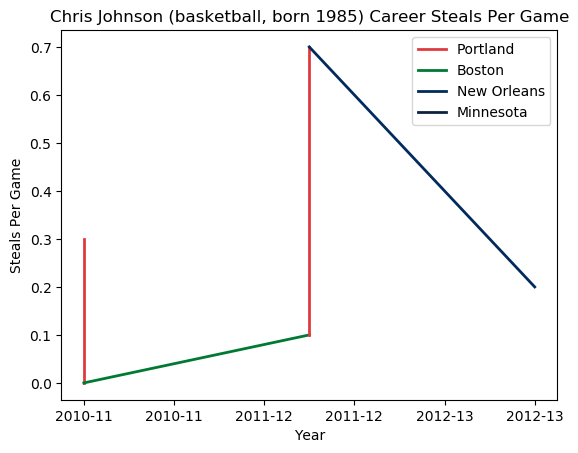 Chris Johnson (basketball, born 1985) Career Steals Per Game
Portland
Boston
New Orleans
Minnesota
Steals Per Game
0.7
0.6
0.5
0.4
0.3
0.2
0.1
0.0
2010-11 2010-11 2011-12 2011-12 2012-13 2012-13
Year